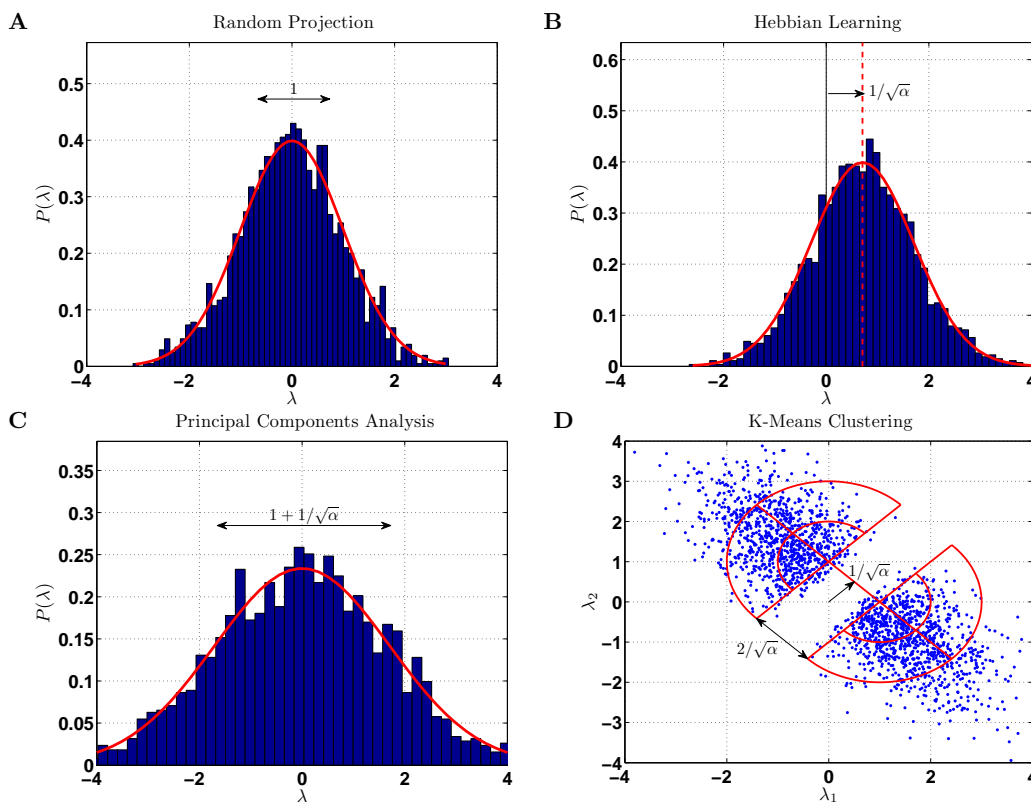 A
Random Projection
0.5
0.4
0.3
0.2
0.1
0
−4
−2
0
2
4
P(λ)
λ
1
B
Hebbian Learning
0.6
0.5
0.4
0.3
0.2
0.1
0
−4
−2
0
2
4
P(λ)
λ
1/√α
C
Principal Components Analysis
0.35
0.3
0.25
0.2
0.15
0.1
0.05
0
−4
−2
0
2
4
P(λ)
λ
1 + 1/√α
D
K-Means Clustering
4
3
2
1
0
−1
−2
−3
−4
−4
−2
0
2
4
λ₂
λ₁
1/√α
2/√α